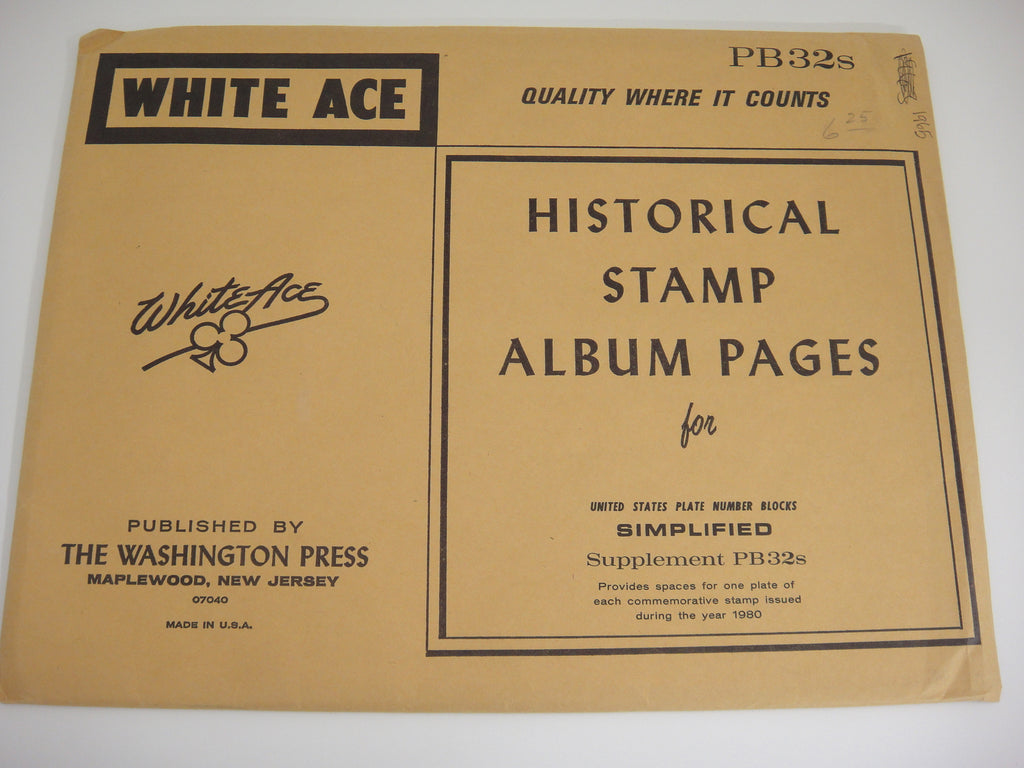 WHITE ACE
PB32s
QUALITY WHERE IT COUNTS
6 25
1966
White Ace
HISTORICAL
STAMP
ALBUM PAGES
for
UNITED STATES PLATE NUMBER BLOCKS
SIMPLIFIED
Supplement PB32s
Provides spaces for one plate of
each commemorative stamp issued
during the year 1980
PUBLISHED BY
THE WASHINGTON PRESS
MAPLEWOOD, NEW JERSEY
07040
MADE IN U.S.A.